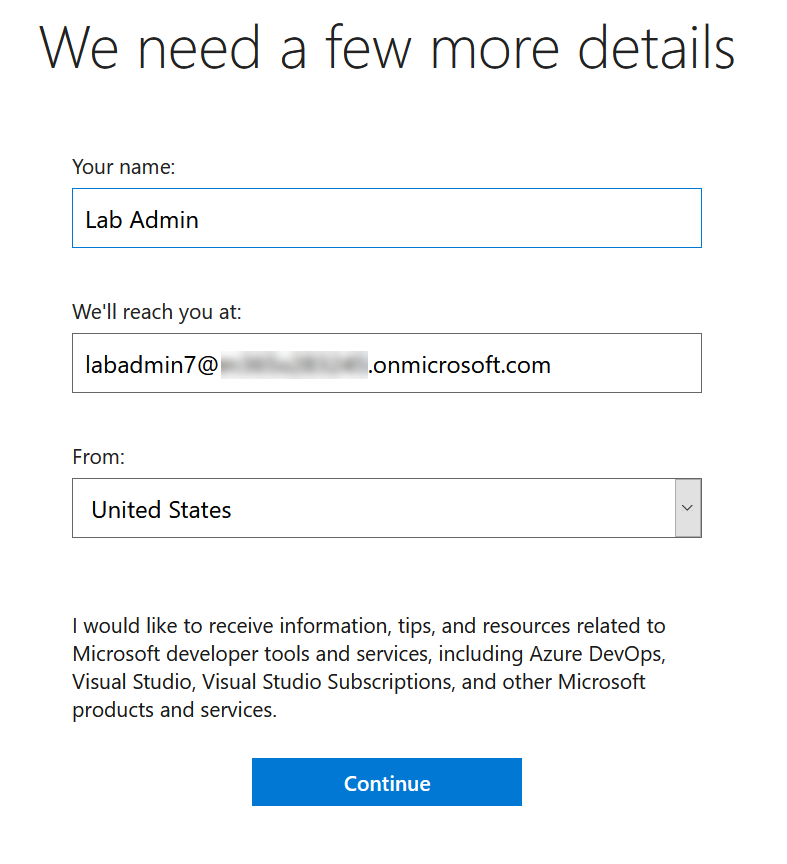 We need a few more details
Your name:
Lab Admin
We'll reach you at:
labadmin7@ .onmicrosoft.com
From:
United States
I would like to receive information, tips, and resources related to
Microsoft developer tools and services, including Azure DevOps,
Visual Studio, Visual Studio Subscriptions, and other Microsoft
products and services.
Continue